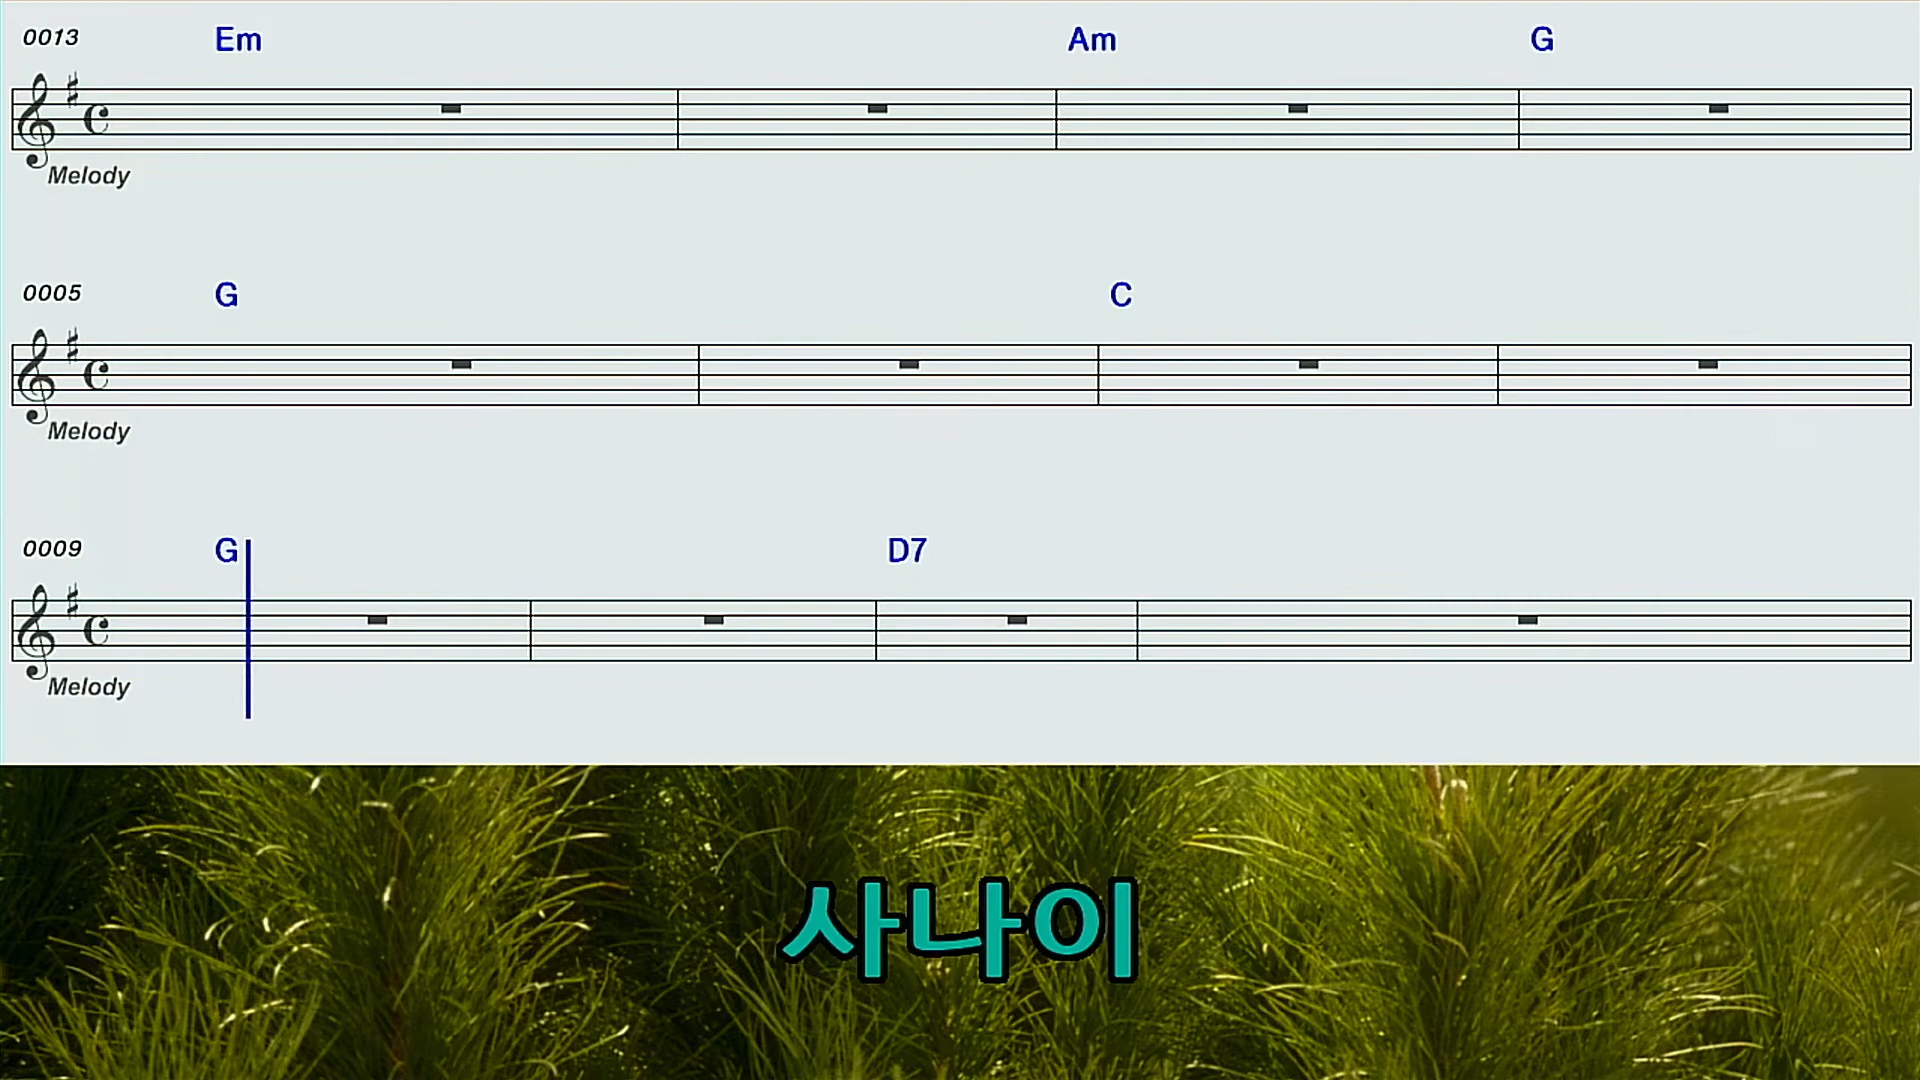 0013 Em Am G
Melody
0005 G C
Melody
0009 G D7
Melody
사나이